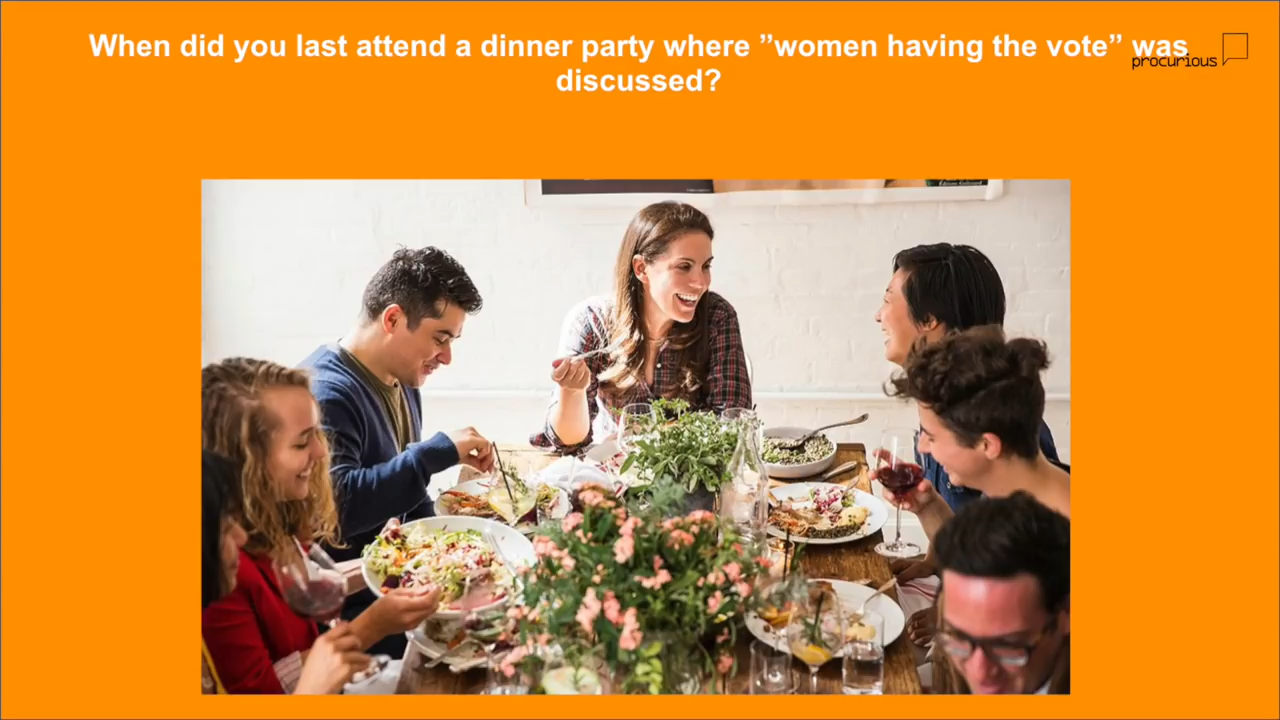 When did you last attend a dinner party where ”women having the vote” was
procurious
discussed?